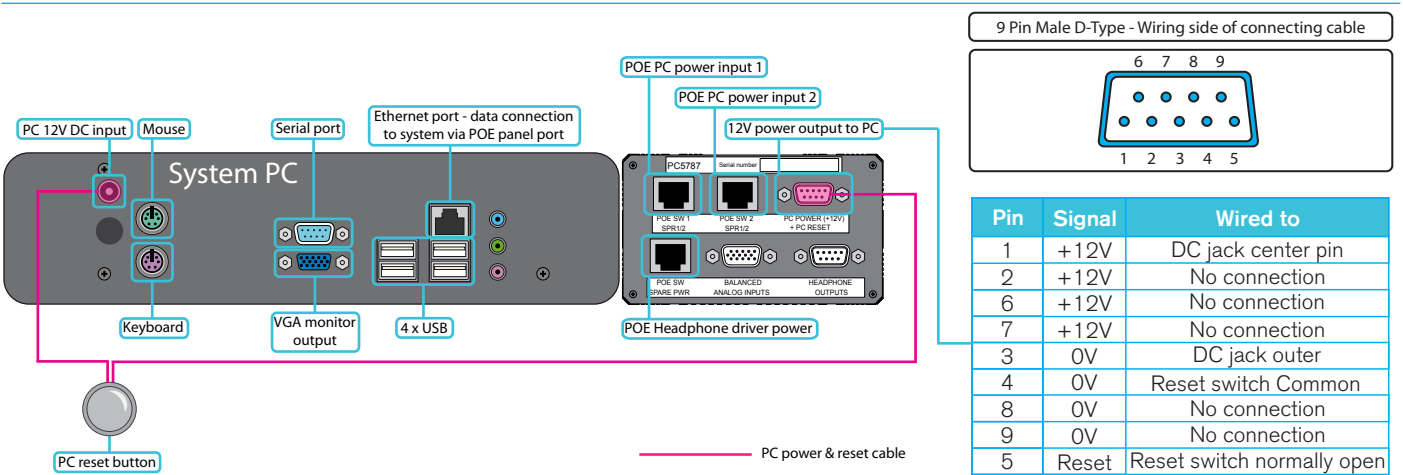 9 Pin Male D-Type - Wiring side of connecting cable
6 7 8 9
1 2 3 4 5
POE PC power input 1
POE PC power input 2
12V power output to PC
PC 12V DC input
Mouse
Serial port
Ethernet port - data connection
to system via POE panel port
System PC
PC5787
Serial number
POE SW 1
SPR1/2
POE SW 2
SPR1/2
PC POWER (+12V)
+ PC RESET
POE SW
SPARE PWR
BALANCED
ANALOG INPUTS
HEADPHONE
OUTPUTS
Keyboard
VGA monitor
output
4 x USB
POE Headphone driver power
PC reset button
PC power & reset cable
Pin Signal Wired to
1 +12V DC jack center pin
2 +12V No connection
6 +12V No connection
7 +12V No connection
3 0V DC jack outer
4 0V Reset switch Common
8 0V No connection
9 0V No connection
5 Reset Reset switch normally open